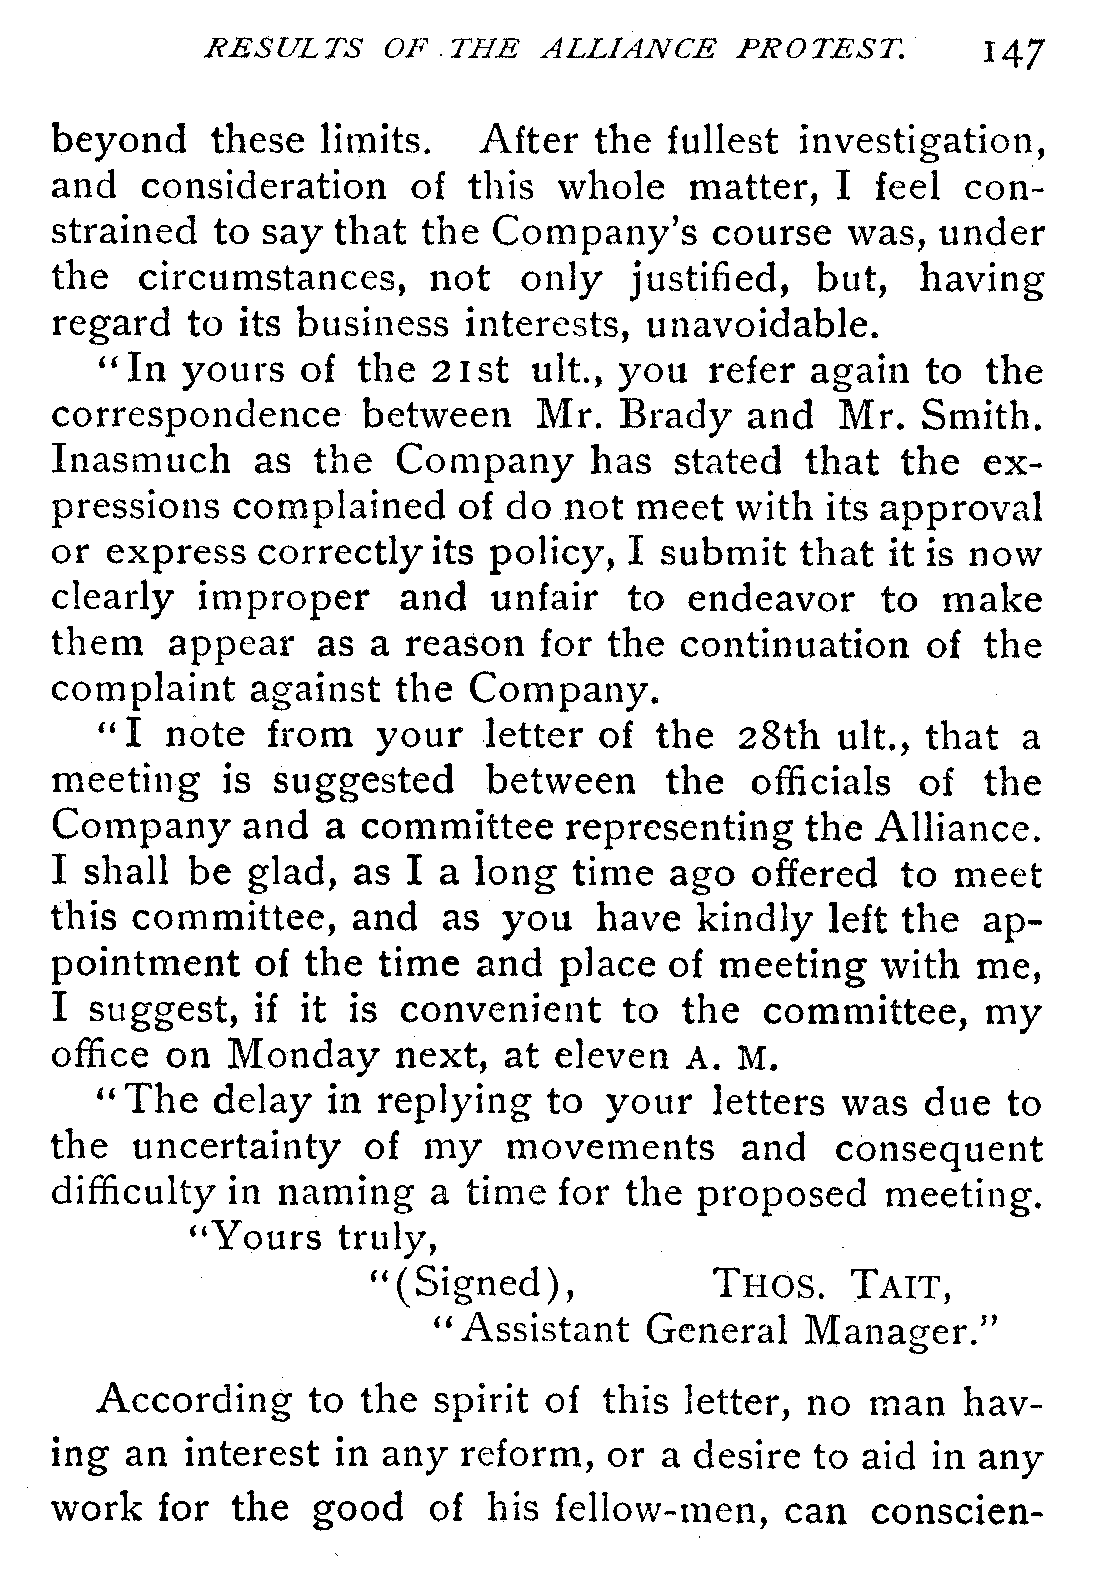 RESULTS OF THE ALLIANCE PROTEST. 147
beyond these limits. After the fullest investigation,
and consideration of this whole matter, I feel con-
strained to say that the Company's course was, under
the circumstances, not only justified, but, having
regard to its business interests, unavoidable.
"In yours of the 21st ult., you refer again to the
correspondence between Mr. Brady and Mr. Smith.
Inasmuch as the Company has stated that the ex-
pressions complained of do not meet with its approval
or express correctly its policy, I submit that it is now
clearly improper and unfair to endeavor to make
them appear as a reason for the continuation of the
complaint against the Company.
"I note from your letter of the 28th ult., that a
meeting is suggested between the officials of the
Company and a committee representing the Alliance.
I shall be glad, as I a long time ago offered to meet
this committee, and as you have kindly left the ap-
pointment of the time and place of meeting with me,
I suggest, if it is convenient to the committee, my
office on Monday next, at eleven A. M.
"The delay in replying to your letters was due to
the uncertainty of my movements and consequent
difficulty in naming a time for the proposed meeting.
"Yours truly,
"(Signed), THOS. TAIT,
"Assistant General Manager."
According to the spirit of this letter, no man hav-
ing an interest in any reform, or a desire to aid in any
work for the good of his fellow-men, can conscien-